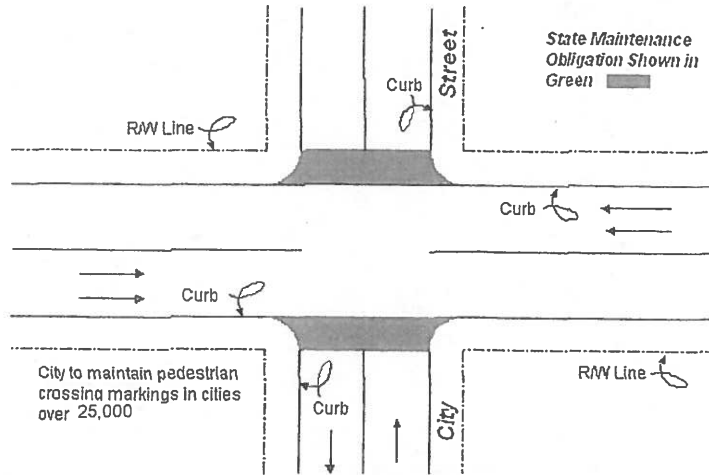 State Maintenance
Obligation Shown in
Green
Curb
Street
R/W Line
Curb
Curb
City to maintain pedestrian
crossing markings in cities
over 25,000
Curb
City
R/W Line